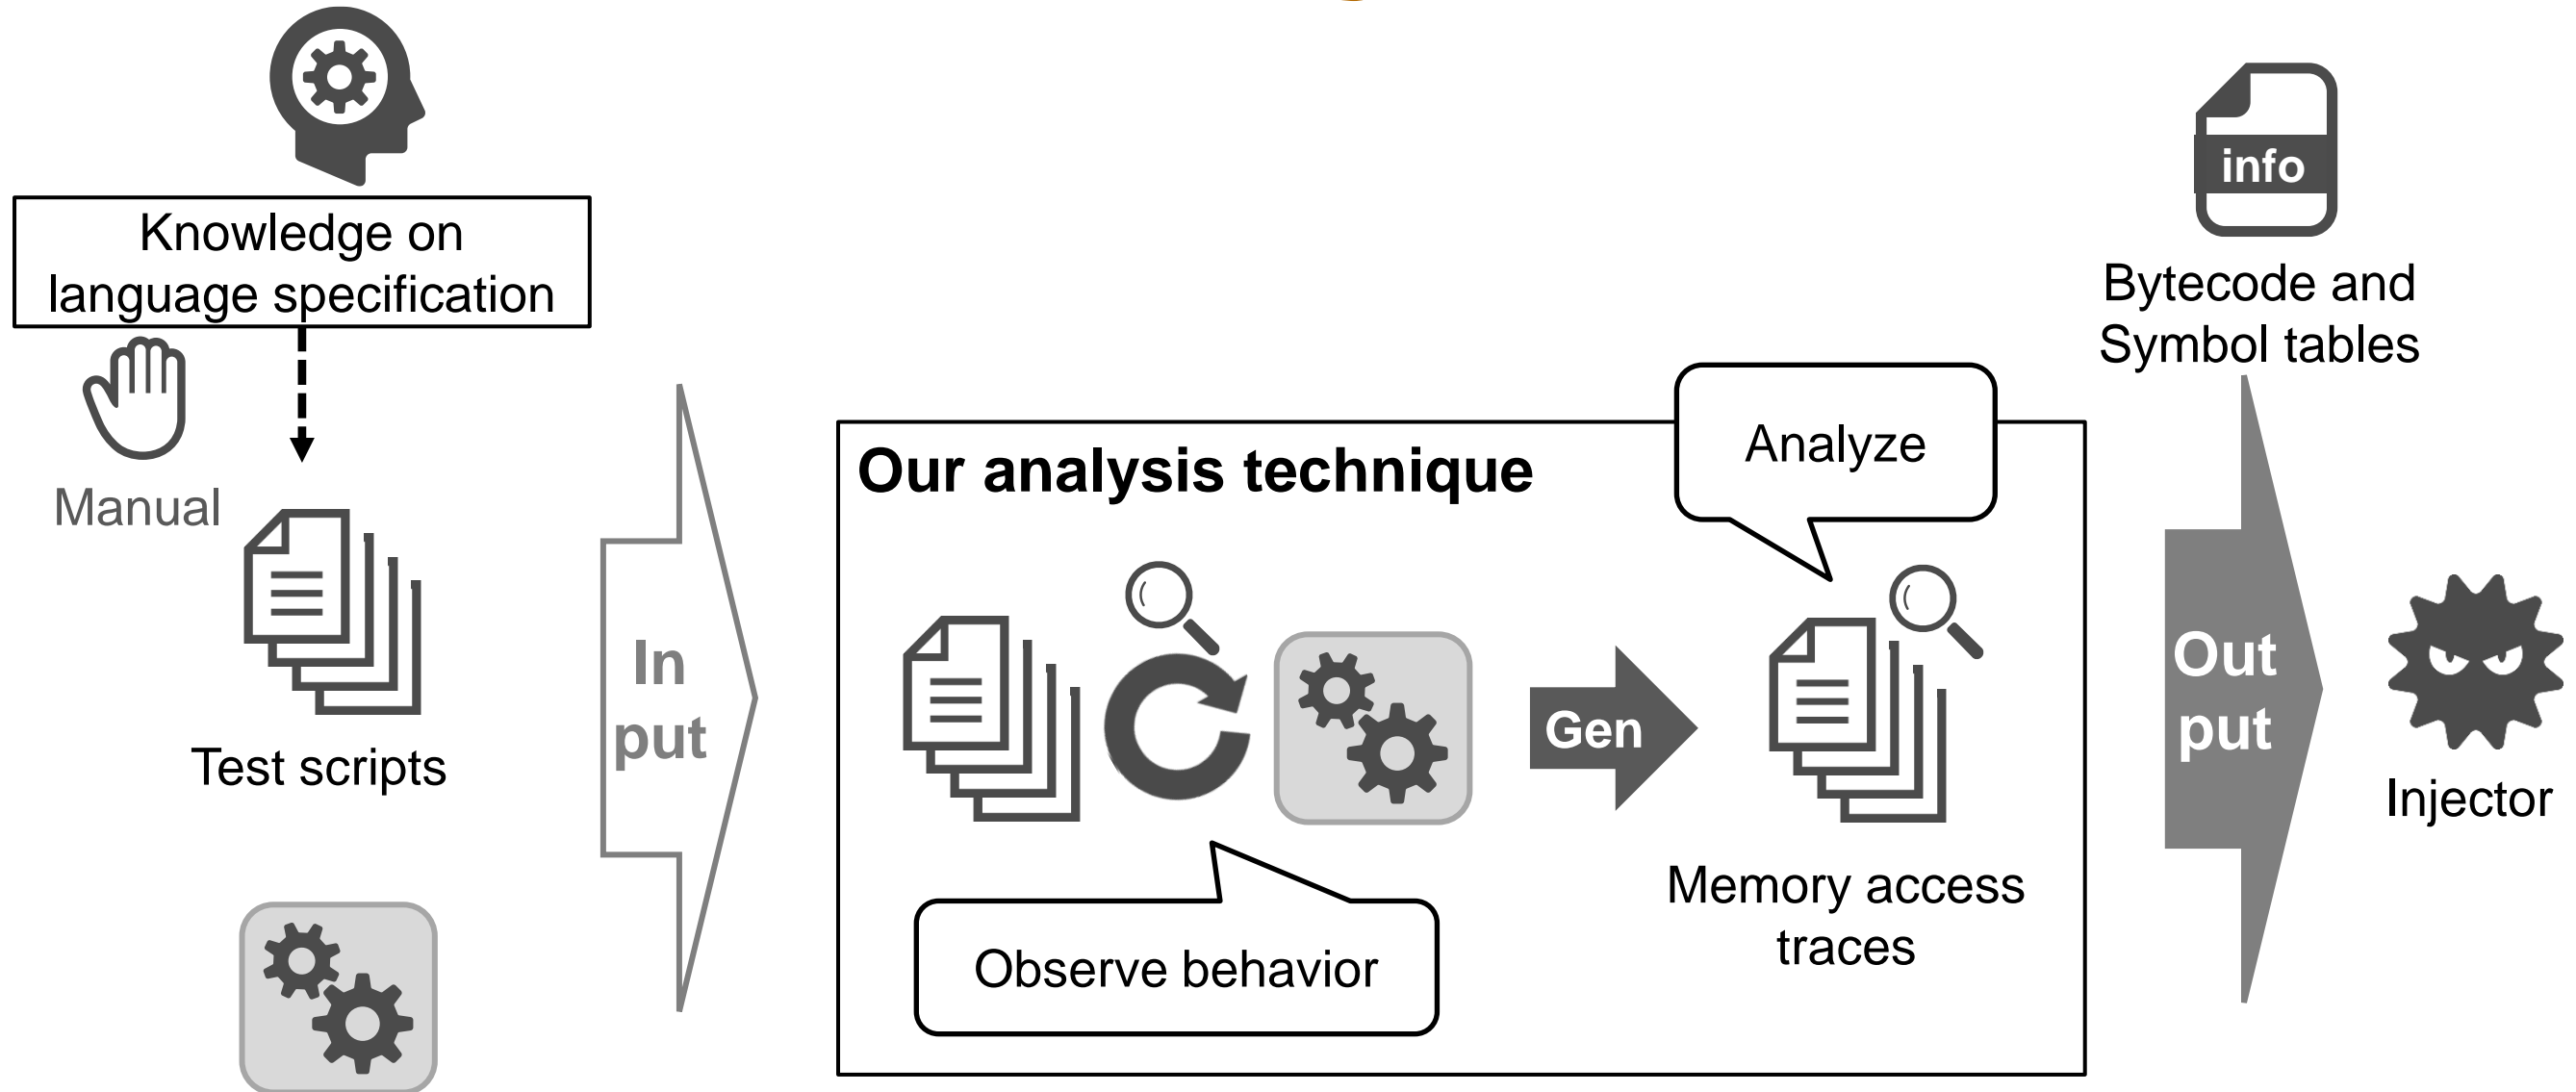 Knowledge on
language specification
Manual
Test scripts
In
put
Our analysis technique
Analyze
Gen
Observe behavior
Memory access
traces
info
Bytecode and
Symbol tables
Out
put
Injector